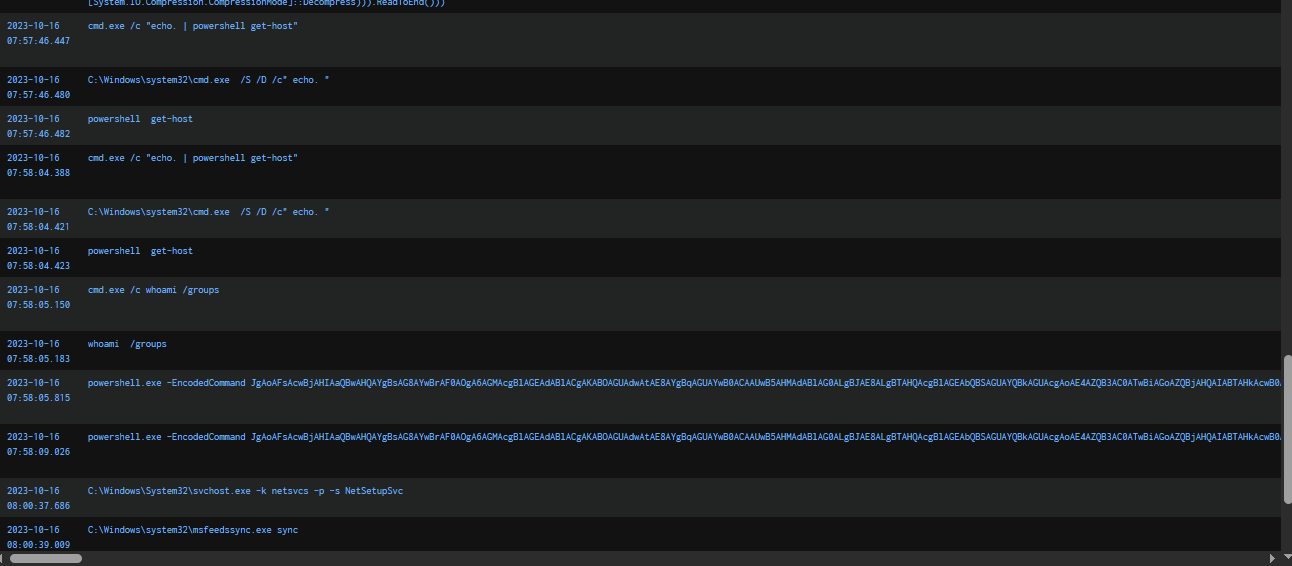 [System.IO.Compression.CompressionMode]::Decompress))).ReadToEnd()))
2023-10-16 cmd.exe /c "echo. | powershell get-host"
07:57:46.447
2023-10-16 C:\Windows\system32\cmd.exe  /S /D /c" echo. "
07:57:46.480
2023-10-16 powershell  get-host
07:57:46.482
2023-10-16 cmd.exe /c "echo. | powershell get-host"
07:58:04.388
2023-10-16 C:\Windows\system32\cmd.exe  /S /D /c" echo. "
07:58:04.421
2023-10-16 powershell  get-host
07:58:04.423
2023-10-16 cmd.exe /c whoami /groups
07:58:05.150
2023-10-16 whoami  /groups
07:58:05.183
2023-10-16 powershell.exe -EncodedCommand
07:58:05.815
2023-10-16 powershell.exe -EncodedCommand
07:58:09.026
2023-10-16 C:\Windows\System32\svchost.exe -k netsvcs -p -s NetSetupSvc
08:00:37.686
2023-10-16 C:\Windows\system32\msfeedssync.exe sync
08:00:39.009